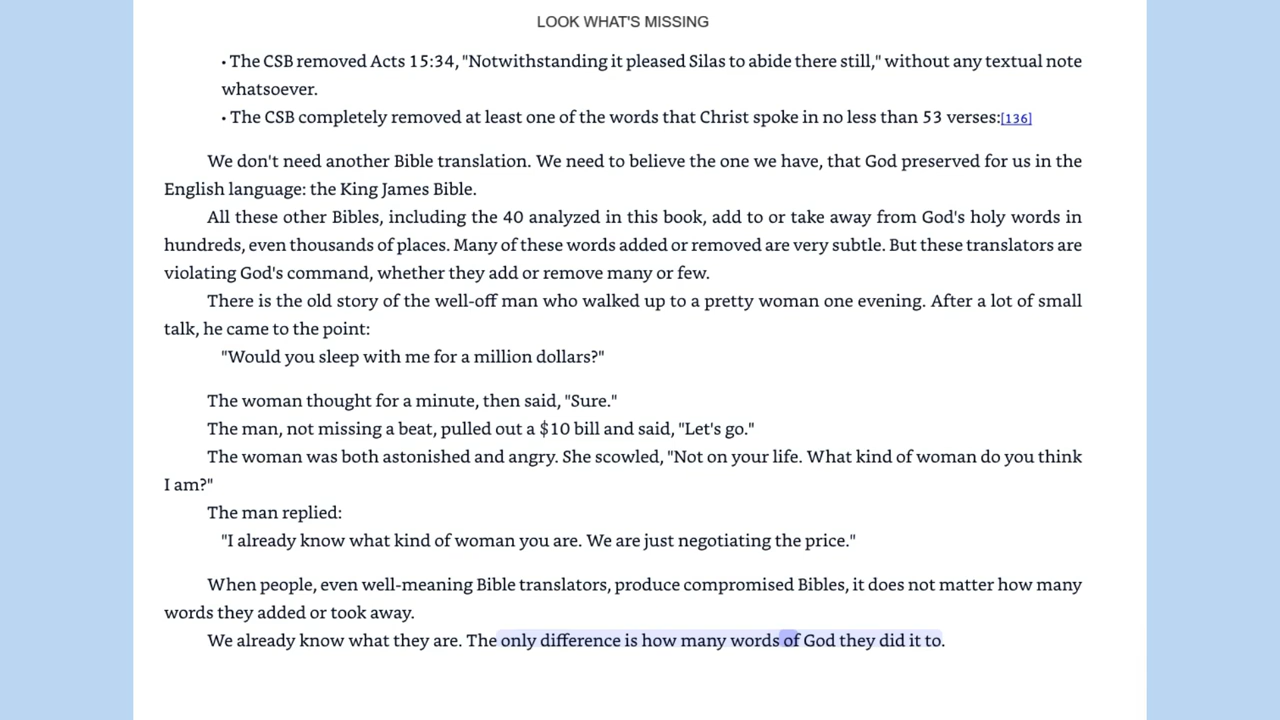 LOOK WHAT'S MISSING
• The CSB removed Acts 15:34, "Notwithstanding it pleased Silas to abide there still," without any textual note
whatsoever.
• The CSB completely removed at least one of the words that Christ spoke in no less than 53 verses:[136]
We don't need another Bible translation. We need to believe the one we have, that God preserved for us in the
English language: the King James Bible.
All these other Bibles, including the 40 analyzed in this book, add to or take away from God's holy words in
hundreds, even thousands of places. Many of these words added or removed are very subtle. But these translators are
violating God's command, whether they add or remove many or few.
There is the old story of the well-off man who walked up to a pretty woman one evening. After a lot of small
talk, he came to the point:
"Would you sleep with me for a million dollars?"
The woman thought for a minute, then said, "Sure."
The man, not missing a beat, pulled out a $10 bill and said, "Let's go."
The woman was both astonished and angry. She scowled, "Not on your life. What kind of woman do you think
I am?"
The man replied:
"I already know what kind of woman you are. We are just negotiating the price."
When people, even well-meaning Bible translators, produce compromised Bibles, it does not matter how many
words they added or took away.
We already know what they are. The only difference is how many words of God they did it to.